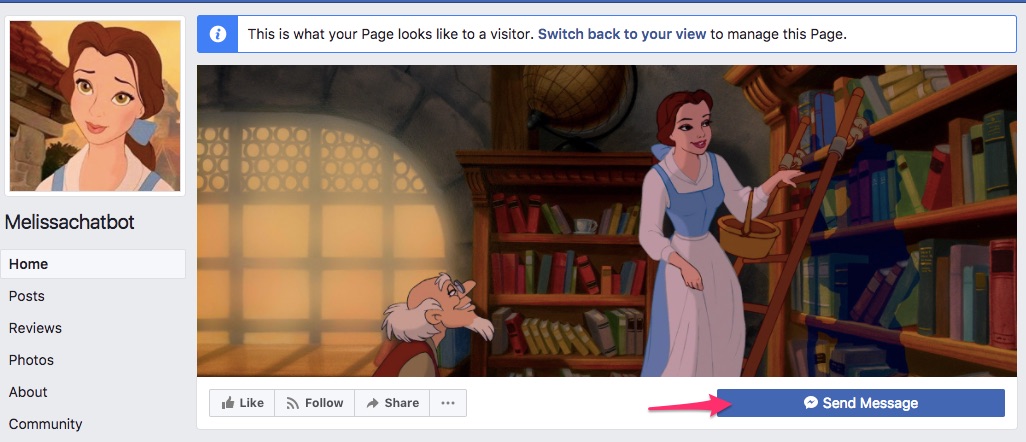 This is what your Page looks like to a visitor. Switch back to your view to manage this Page.
Melissachatbot
Home
Posts
Reviews
Photos
About
Community
Like Follow Share ...
Send Message